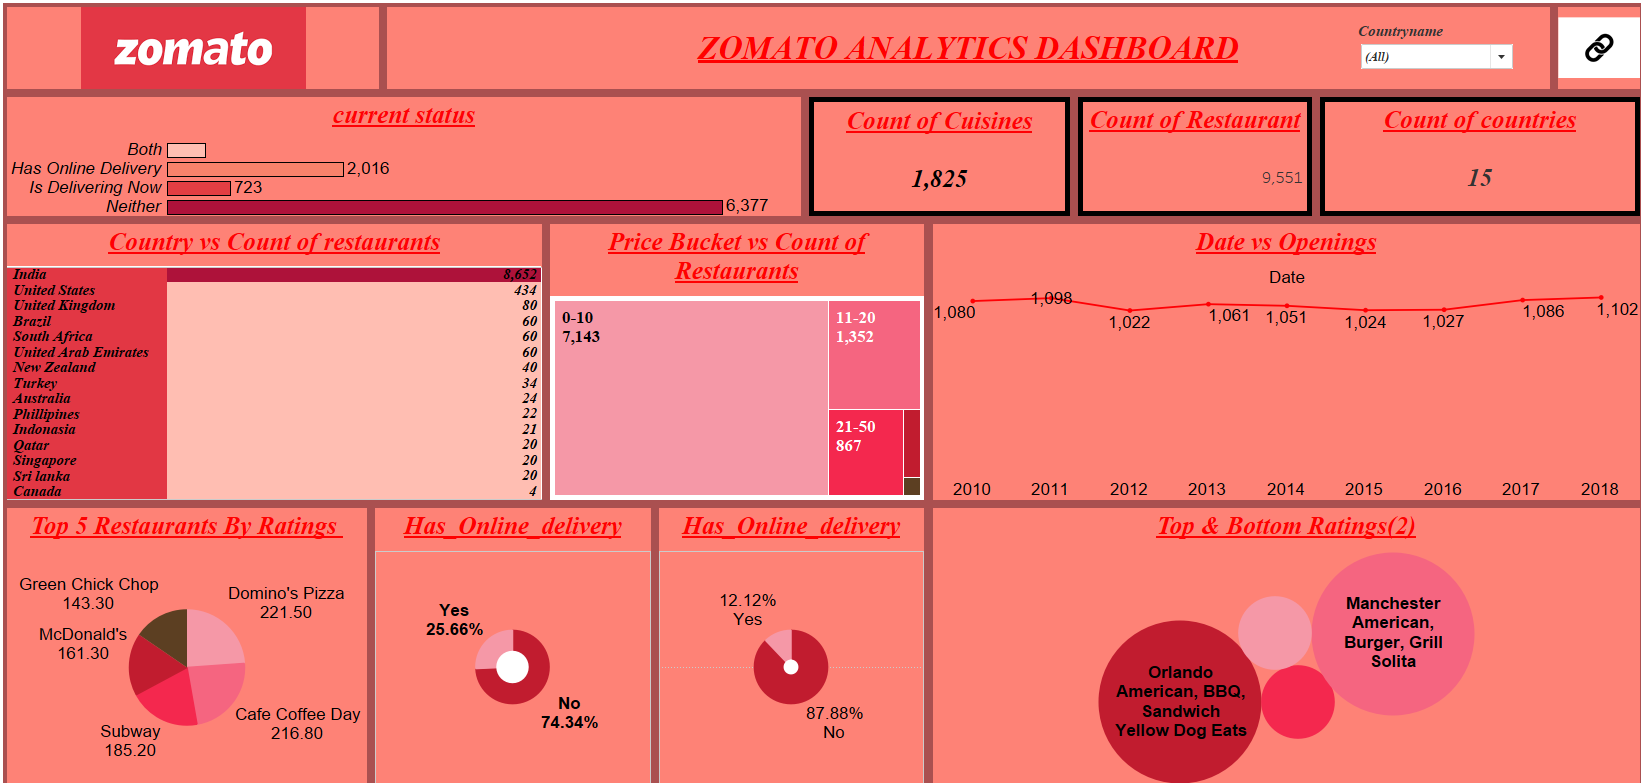 zomato
ZOMATO ANALYTICS DASHBOARD
Countryname
(All)
current status
Both
Has Online Delivery 2,016
Is Delivering Now 723
Neither 6,377
Count of Cuisines
1,825
Count of Restaurant
9,551
Count of countries
15
Country vs Count of restaurants
India 8,652
United States 434
United Kingdom 80
Brazil 60
South Africa 60
United Arab Emirates 60
New Zealand 40
Turkey 34
Australia 24
Phillipines 22
Indonasia 21
Qatar 20
Singapore 20
Sri lanka 20
Canada 4
Price Bucket vs Count of
Restaurants
0-10
7,143
11-20
1,352
21-50
867
Date vs Openings
Date
1,080 1,098 1,022 1,061 1,051 1,024 1,027 1,086 1,102
2010 2011 2012 2013 2014 2015 2016 2017 2018
Top 5 Restaurants By Ratings
Green Chick Chop
143.30
Domino's Pizza
221.50
McDonald's
161.30
Cafe Coffee Day
216.80
Subway
185.20
Has_Online_delivery
Yes
25.66%
No
74.34%
Has_Online_delivery
12.12%
Yes
87.88%
No
Top & Bottom Ratings(2)
Manchester
American,
Burger, Grill
Solita
Orlando
American, BBQ,
Sandwich
Yellow Dog Eats